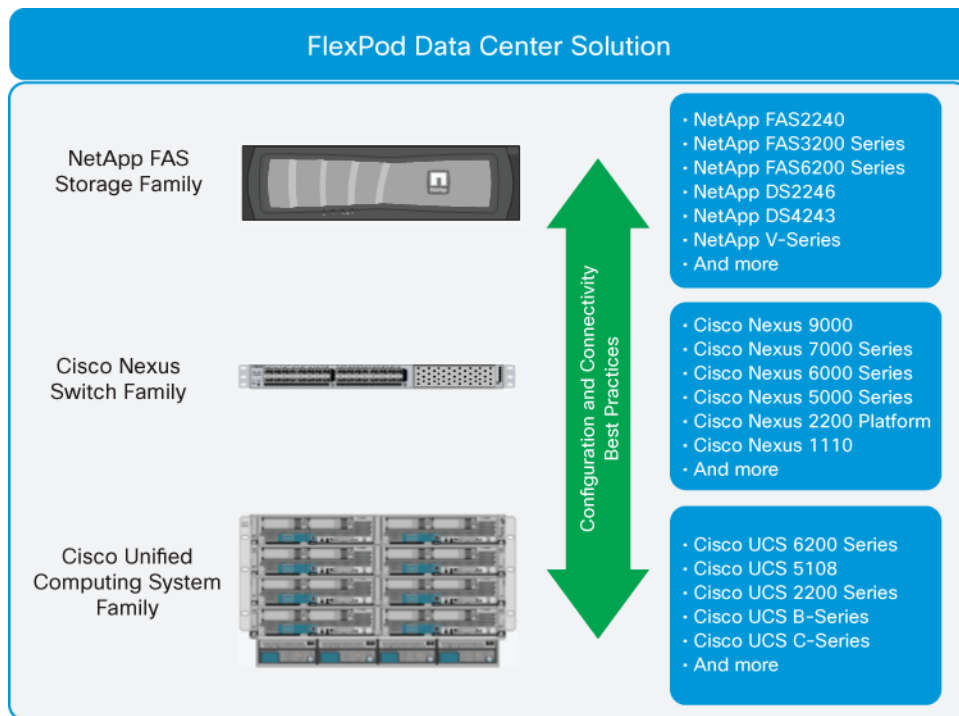 FlexPod Data Center Solution
NetApp FAS
Storage Family
· NetApp FAS2240
· NetApp FAS3200 Series
· NetApp FAS6200 Series
· NetApp DS2246
· NetApp DS4243
· NetApp V-Series
· And more
Configuration and Connectivity
Best Practices
Cisco Nexus
Switch Family
· Cisco Nexus 9000
· Cisco Nexus 7000 Series
· Cisco Nexus 6000 Series
· Cisco Nexus 5000 Series
· Cisco Nexus 2200 Platform
· Cisco Nexus 1110
· And more
Cisco Unified
Computing System
Family
· Cisco UCS 6200 Series
· Cisco UCS 5108
· Cisco UCS 2200 Series
· Cisco UCS B-Series
· Cisco UCS C-Series
· And more